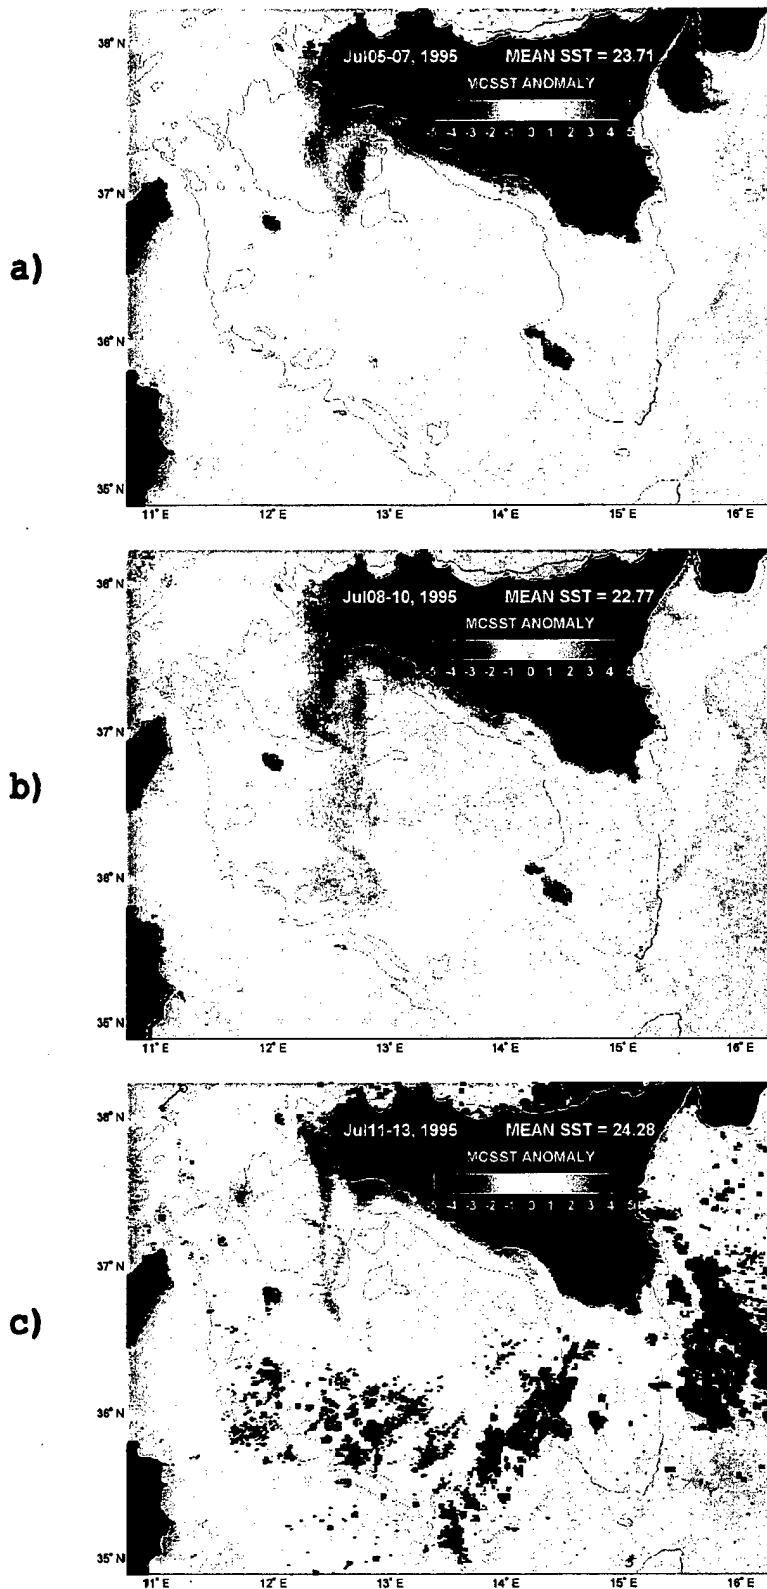 a)
38° N
37° N
36° N
35° N
Jul05-07, 1995 MEAN SST = 23.71
MCSST ANOMALY
-5 -4 -3 -2 -1 0 1 2 3 4 5
11° E 12° E 13° E 14° E 15° E 16° E
b)
38° N
37° N
36° N
35° N
Jul08-10, 1995 MEAN SST = 22.77
MCSST ANOMALY
-5 -4 -3 -2 -1 0 1 2 3 4 5
11° E 12° E 13° E 14° E 15° E 16° E
c)
38° N
37° N
36° N
35° N
Jul11-13, 1995 MEAN SST = 24.28
MCSST ANOMALY
-5 -4 -3 -2 -1 0 1 2 3 4 5
11° E 12° E 13° E 14° E 15° E 16° E